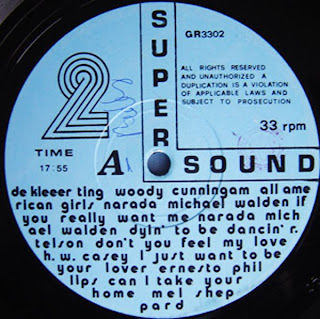 SUPER SOUND
GR3302
ALL RIGHTS RESERVED
AND UNAUTHORIZED A
DUPLICATION IS A VIOLATION
OF APPLICABLE LAWS AND
SUBJECT TO PROSECUTION
2
33 rpm
TIME
17:55
A
de kleeer ting woody cunningam all ame
rican girls narada michael walden if
you really want me narada mich
ael walden dyin' to be dancin' r.
telson don't you feel my love
h. w. casey I just want to be
your lover ernesto phil
lips can I take your
home mel shep
pard